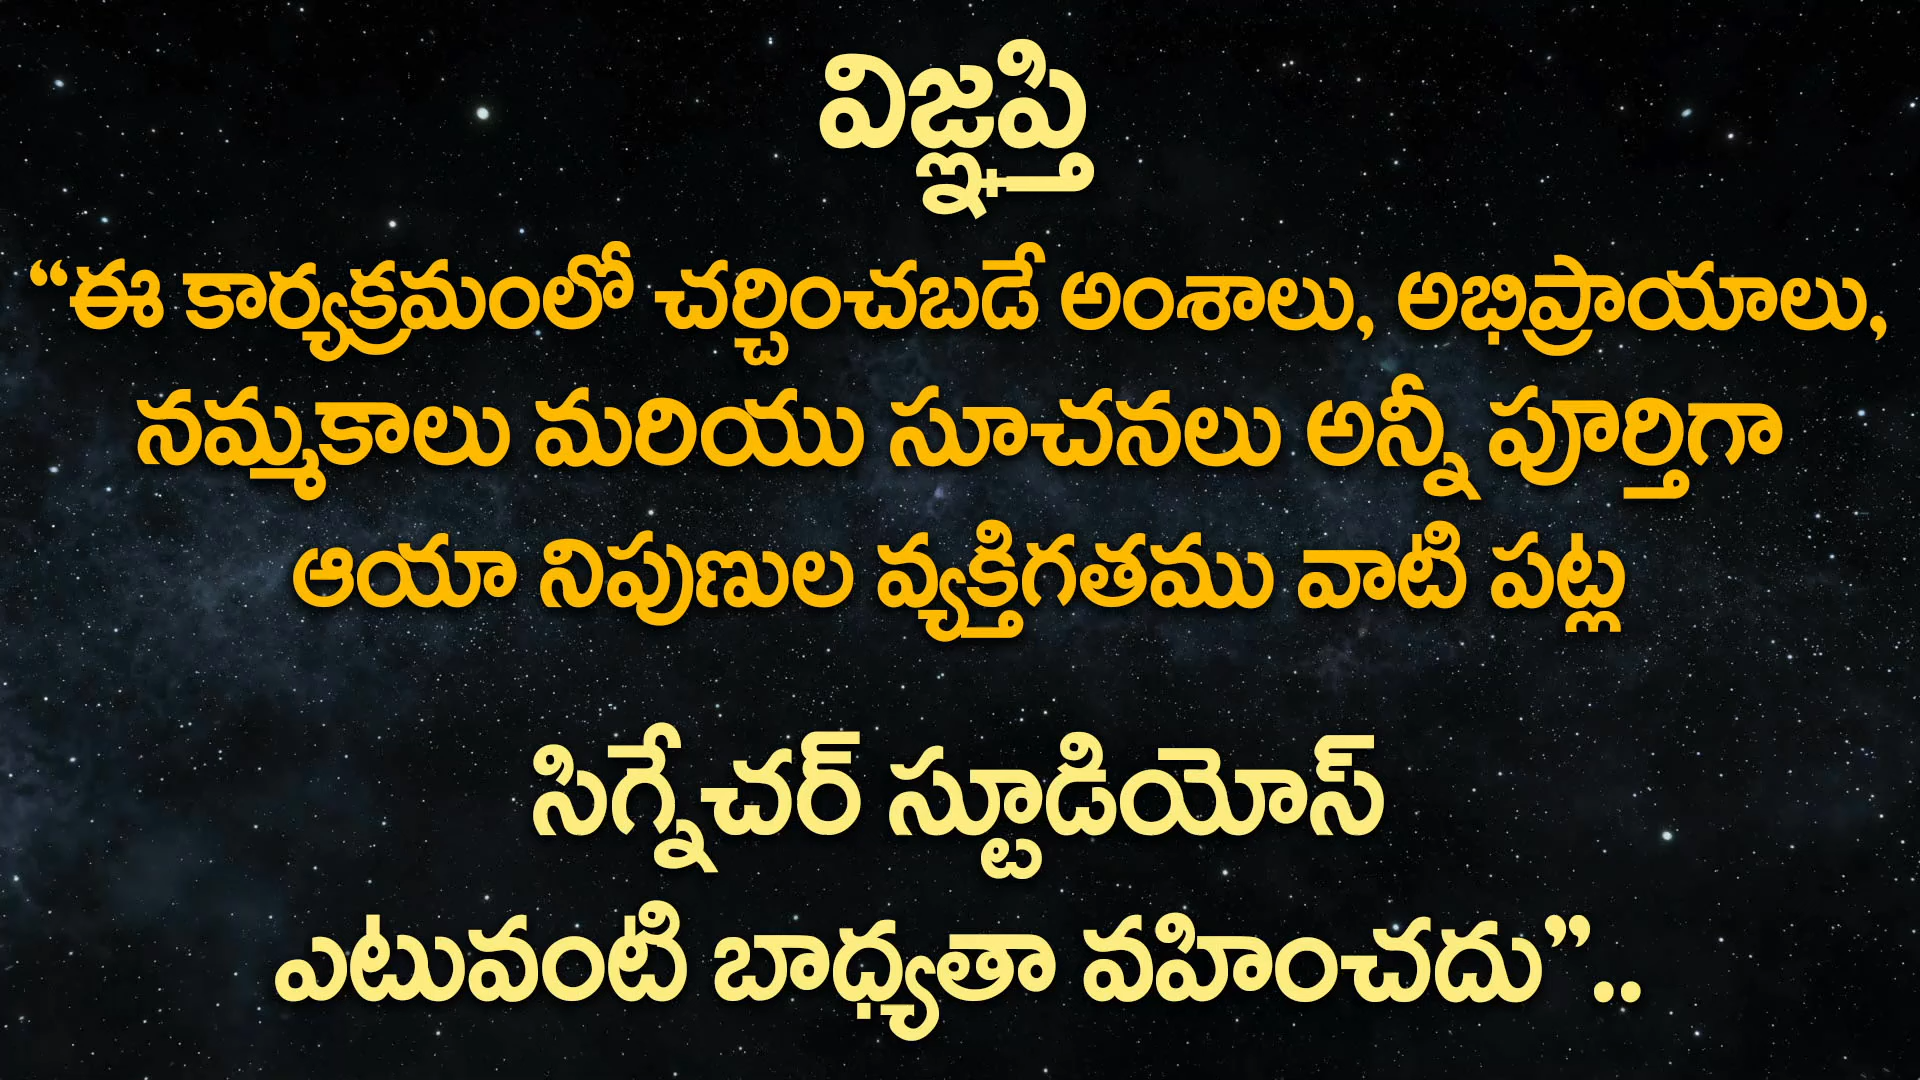 విజ్ఞప్తి
“ఈ కార్యక్రమంలో చర్చించబడే అంశాలు, అభిప్రాయాలు,
నమ్మకాలు మరియు సూచనలు అన్నీ పూర్తిగా
ఆయా నిపుణుల వ్యక్తిగతము వాటి పట్ల
సిగ్నేచర్ స్టూడియోస్
ఎటువంటి బాధ్యతా వహించదు”..